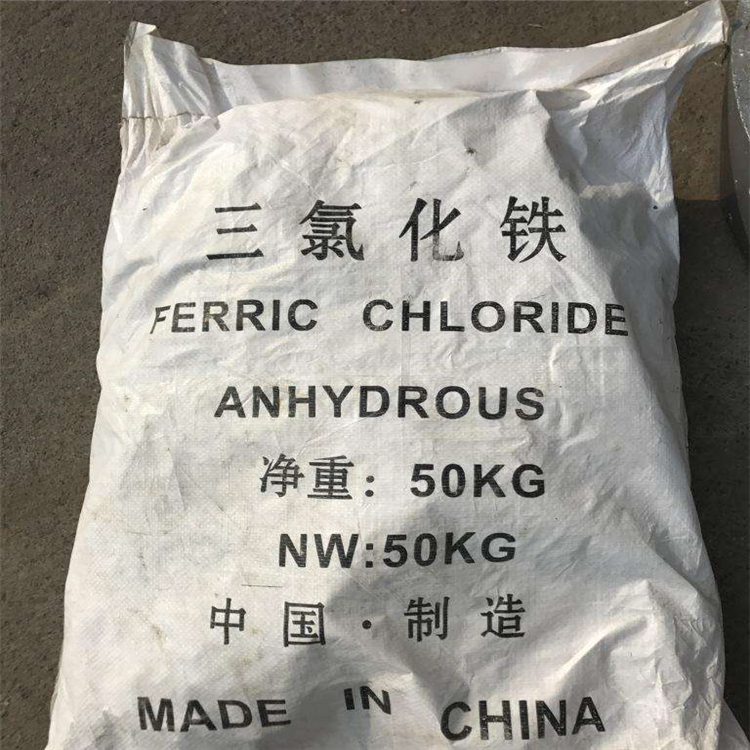 三氯化铁
FERRIC CHLORIDE
ANHYDROUS
净重：50KG
NW:50KG
中国·制造
MADE IN CHINA